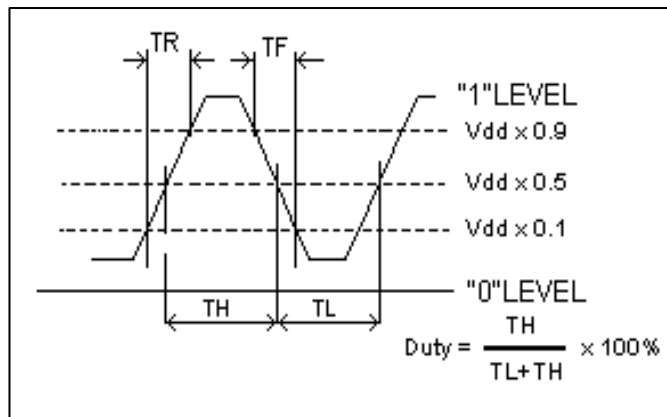 TR TF
"1"LEVEL
Vdd x 0.9
Vdd x 0.5
Vdd x 0.1
"0"LEVEL
TH TL
Duty = TH / TL+TH x 100%